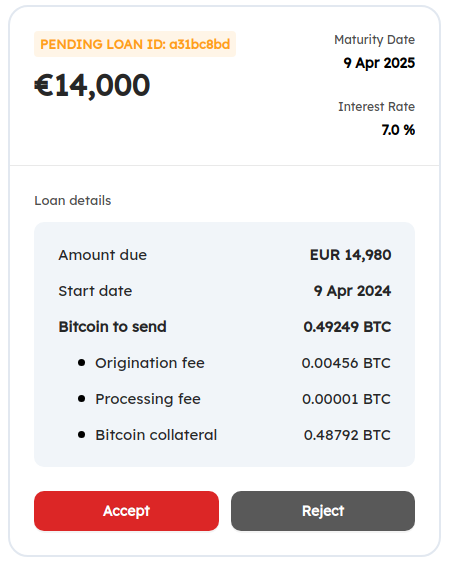 PENDING LOAN ID: a31bc8bd
€14,000
Maturity Date
9 Apr 2025
Interest Rate
7.0 %
Loan details
Amount due EUR 14,980
Start date 9 Apr 2024
Bitcoin to send 0.49249 BTC
Origination fee 0.00456 BTC
Processing fee 0.00001 BTC
Bitcoin collateral 0.48792 BTC
Accept Reject